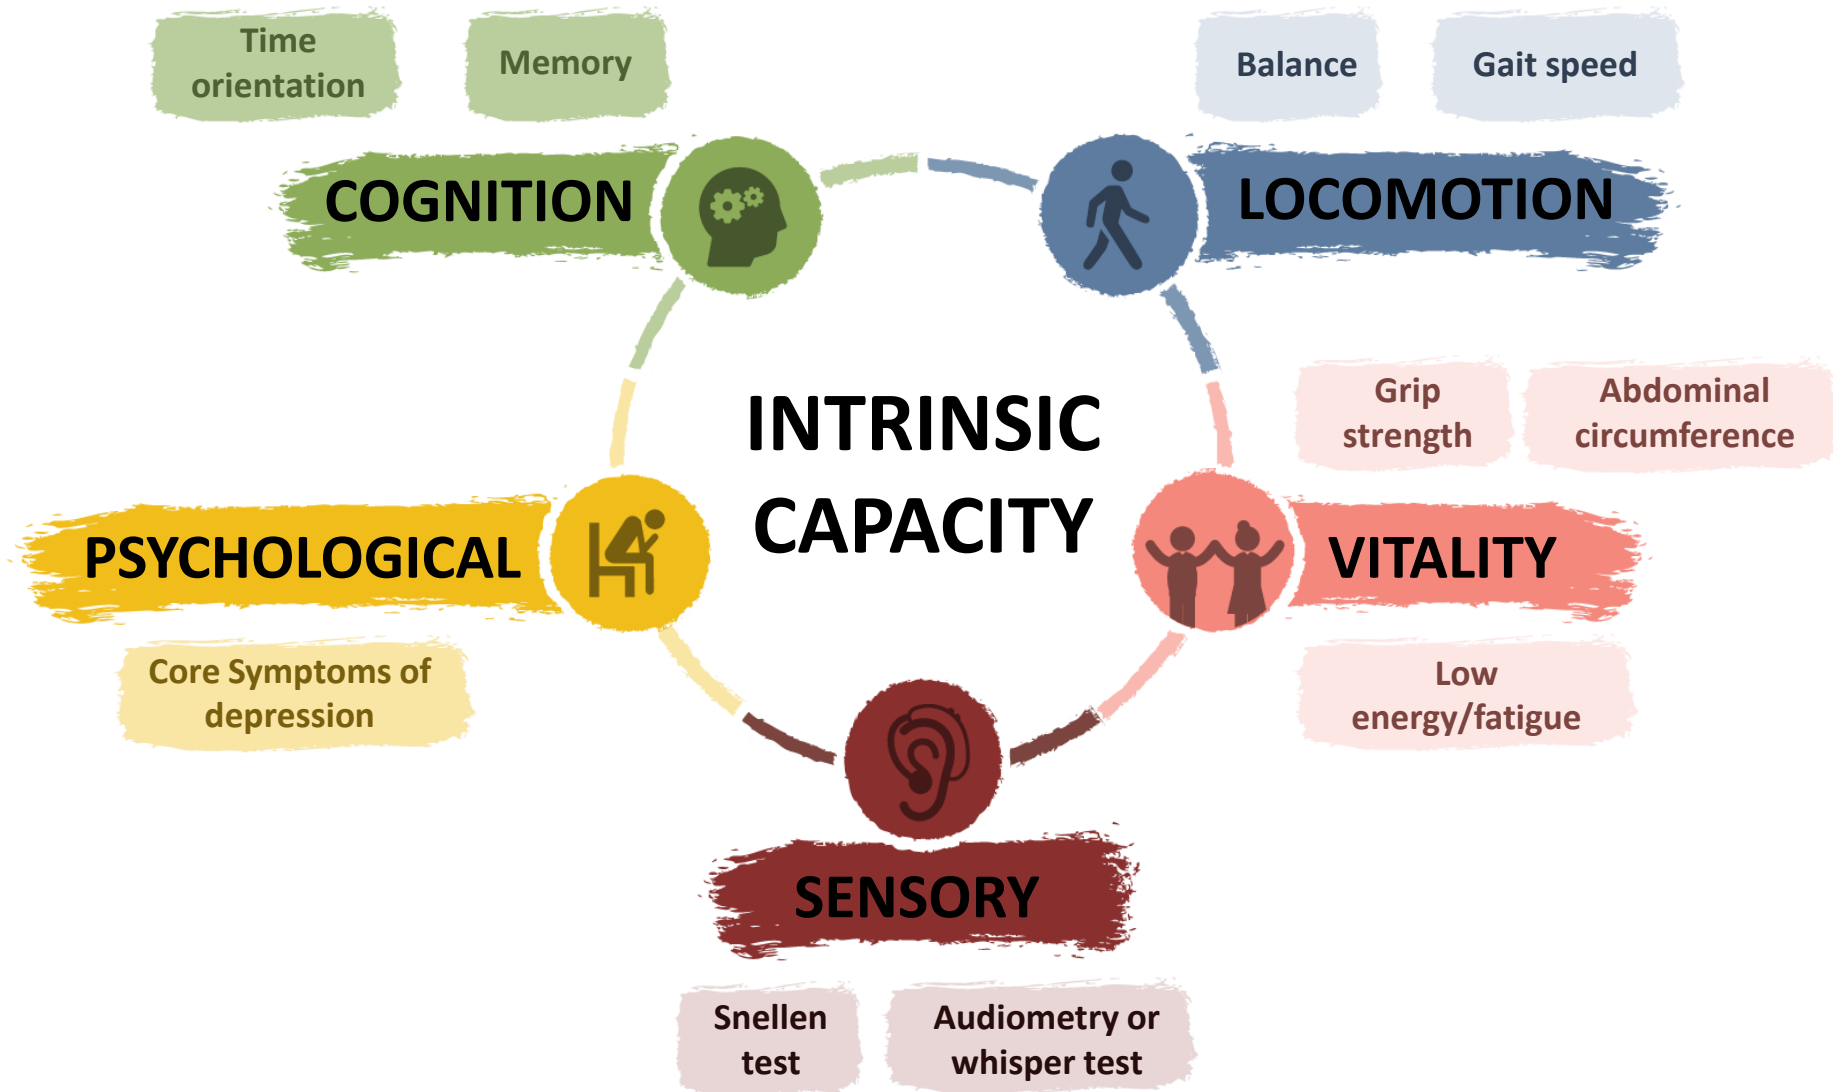 Time
orientation
Memory
Balance
Gait speed
COGNITION
LOCOMOTION
INTRINSIC
CAPACITY
Grip
strength
Abdominal
circumference
PSYCHOLOGICAL
VITALITY
Core Symptoms of
depression
Low
energy/fatigue
SENSORY
Snellen
test
Audiometry or
whisper test